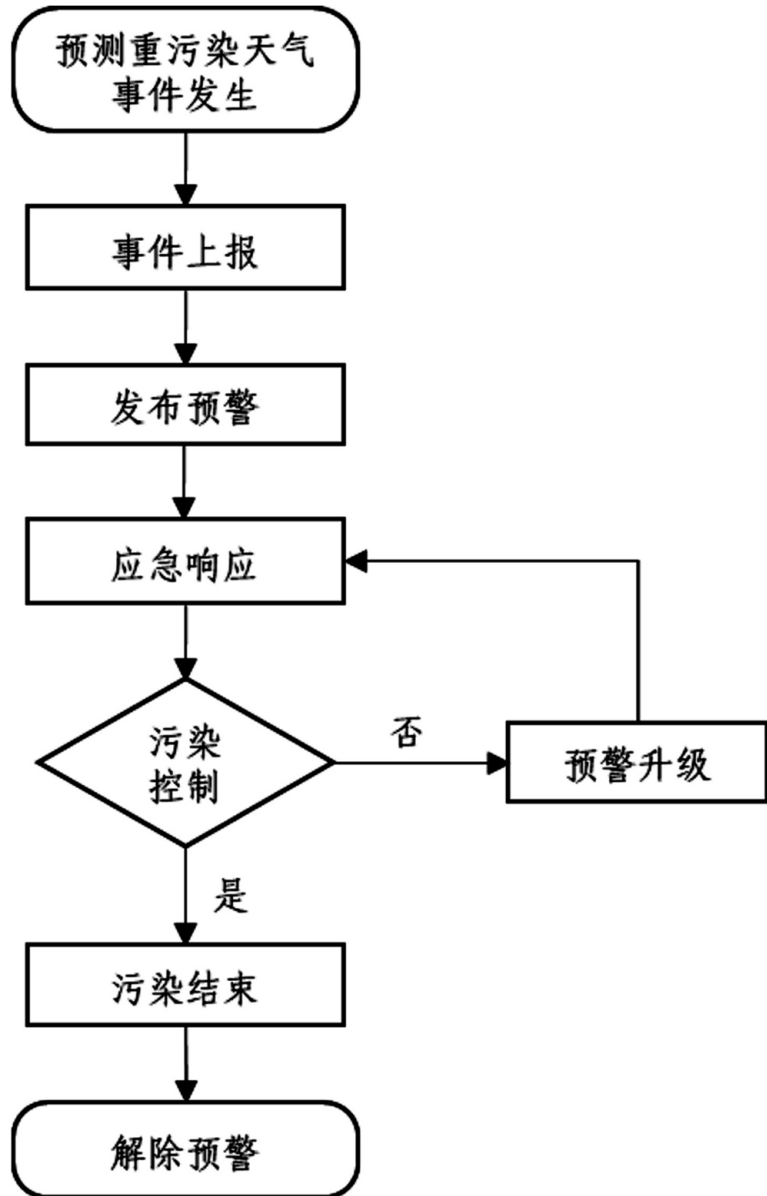 预测重污染天气
事件发生
事件上报
发布预警
应急响应
污染
控制
否
预警升级
是
污染结束
解除预警